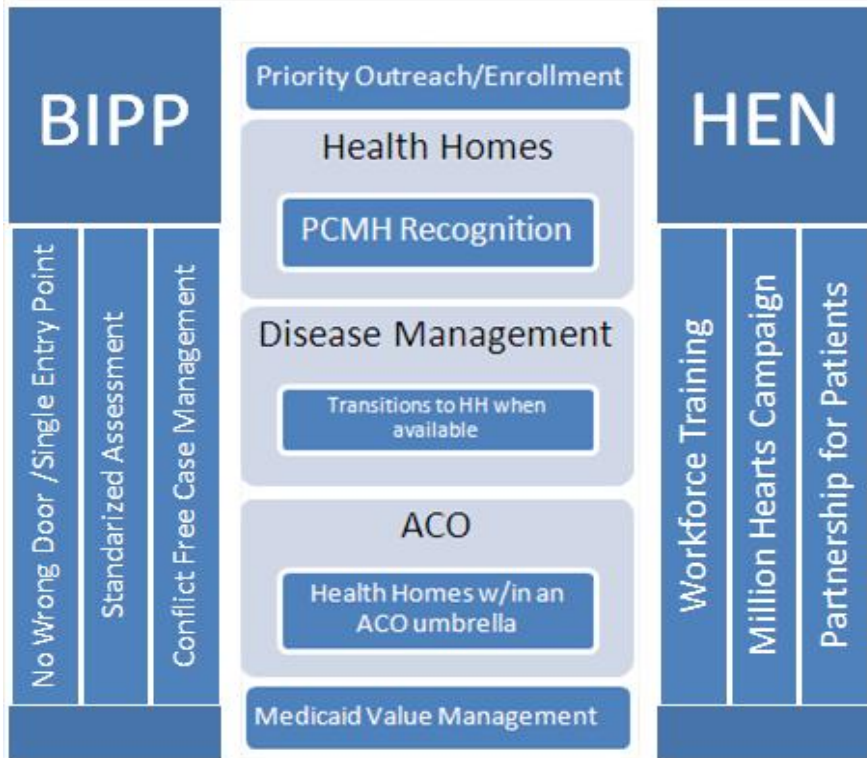 BIPP
No Wrong Door /Single Entry Point
Standarized Assessment
Conflict Free Case Management
Priority Outreach/Enrollment
Health Homes
PCMH Recognition
Disease Management
Transitions to HH when
available
ACO
Health Homes w/in an
ACO umbrella
Medicaid Value Management
HEN
Workforce Training
Million Hearts Campaign
Partnership for Patients